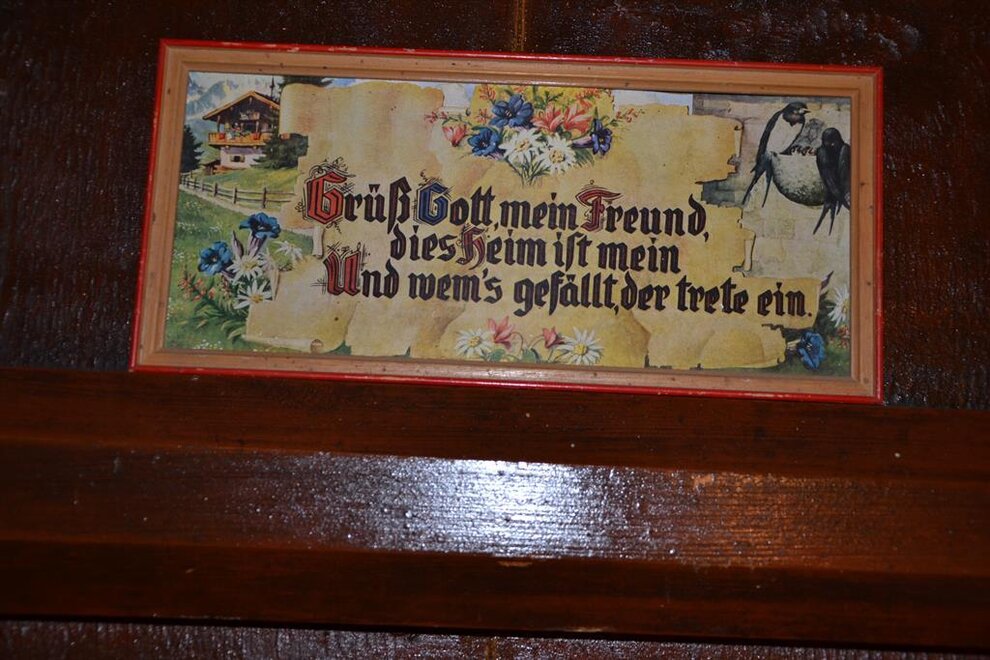 Grüß Gott, mein Freund,
dies Heim ist mein
Und wem's gefällt, der trete ein.